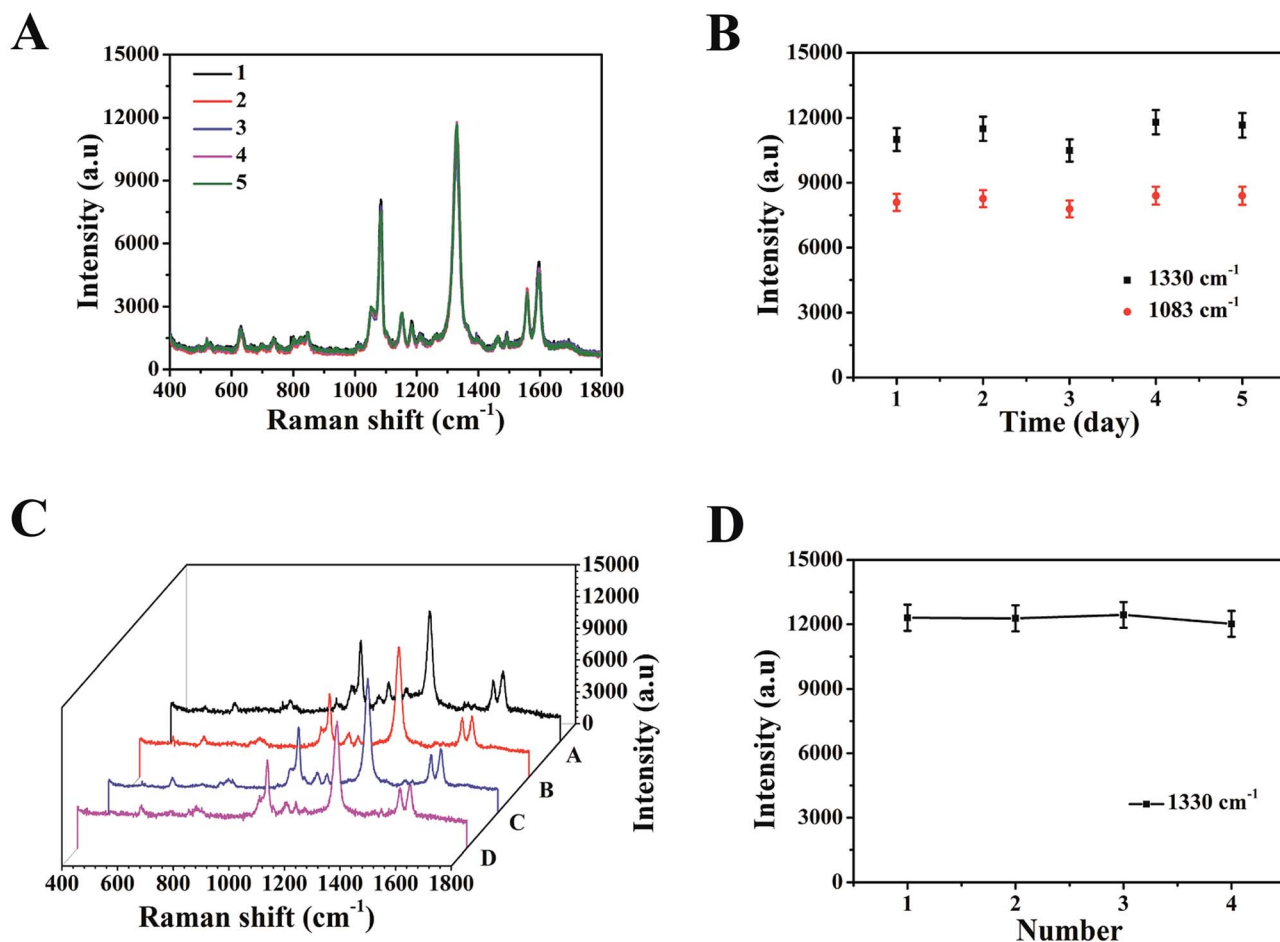 A
15000
12000
9000
6000
3000
0
1
2
3
4
5
400 600 800 1000 1200 1400 1600 1800
Raman shift (cm-1)
Intensity (a.u)
B
15000
12000
9000
6000
3000
0
1330 cm-1
1083 cm-1
1 2 3 4 5
Time (day)
Intensity (a.u)
C
15000
12000
9000
6000
3000
0
A
B
C
D
400 600 800 1000 1200 1400 1600 1800
Raman shift (cm-1)
Intensity (a.u)
D
15000
12000
9000
6000
3000
0
1330 cm-1
1 2 3 4
Number
Intensity (a.u)